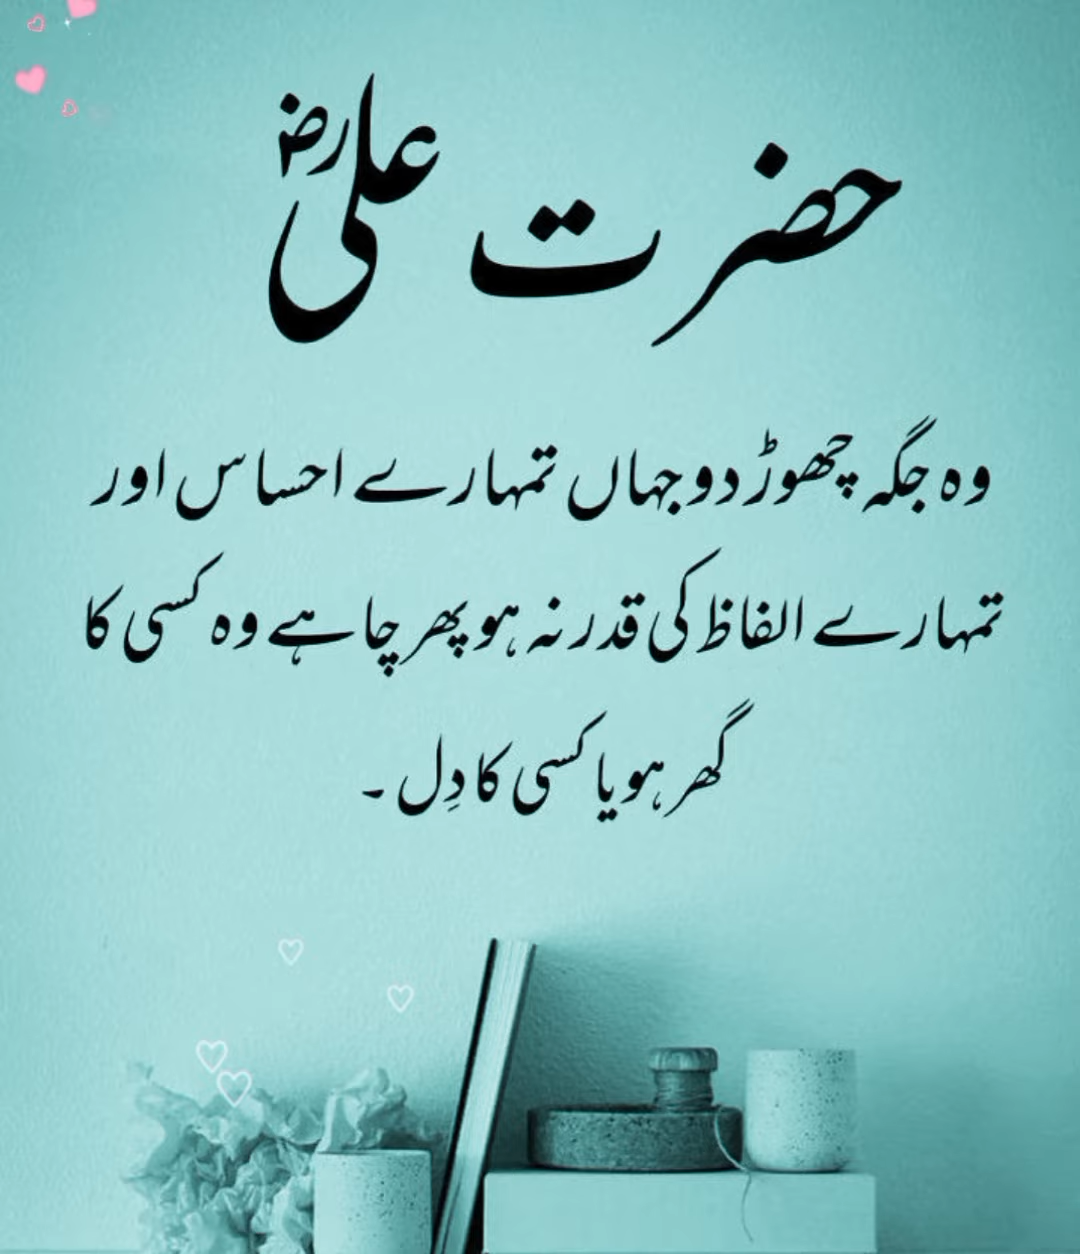 حضرت علی رض
وہ جگہ چھوڑ دو جہاں تمہارے احساس اور
تمہارے الفاظ کی قدر نہ ہو پھر چاہے وہ کسی کا
گھر ہو یا کسی کا دِل ۔